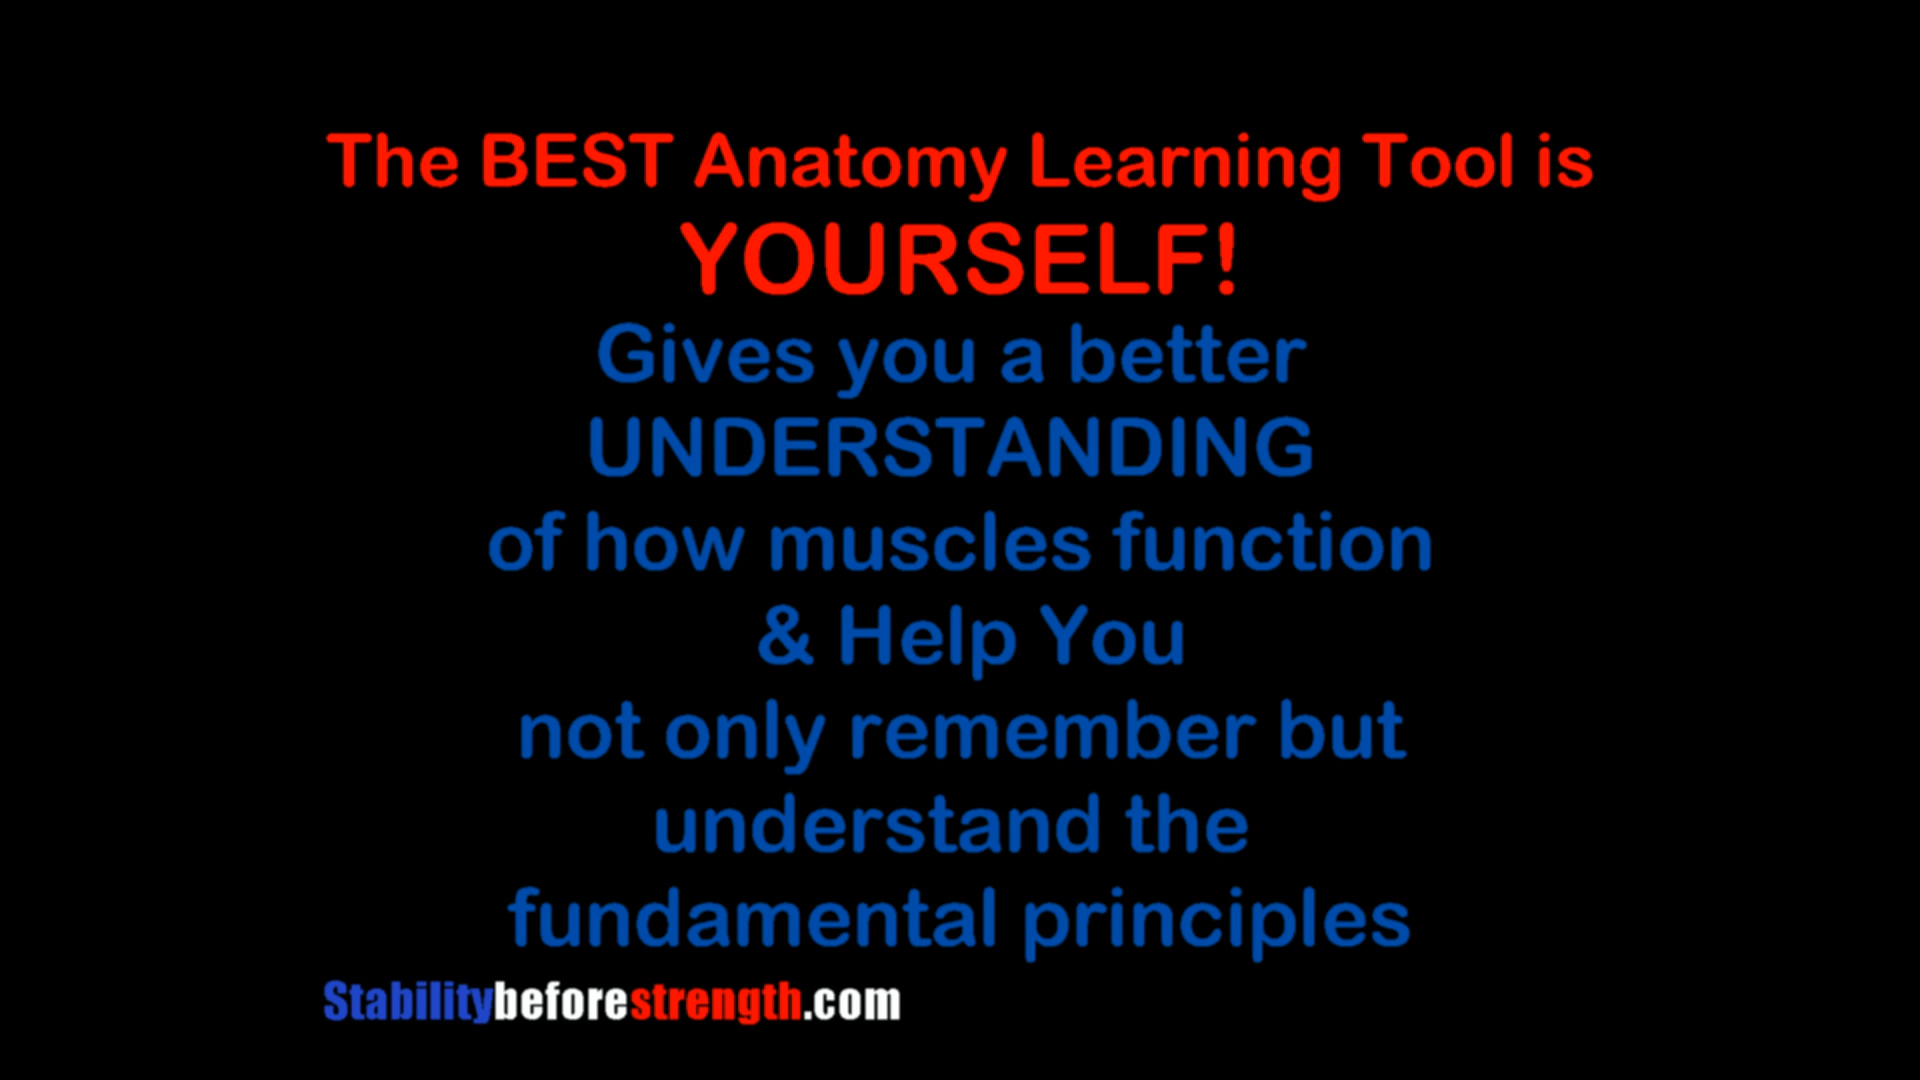 The BEST Anatomy Learning Tool is
YOURSELF!
Gives you a better
UNDERSTANDING
of how muscles function
& Help You
not only remember but
understand the
fundamental principles
Stabilitybeforestrength.com